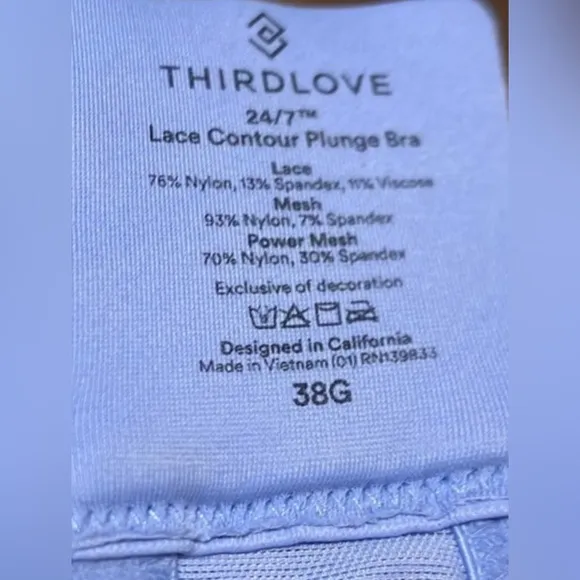 THIRDLOVE
24/7™
Lace Contour Plunge Bra
Lace
76% Nylon, 13% Spandex, 11% Viscose
Mesh
93% Nylon, 7% Spandex
Power Mesh
70% Nylon, 30% Spandex
Exclusive of decoration
Designed in California
Made in Vietnam (01) RN139833
38G